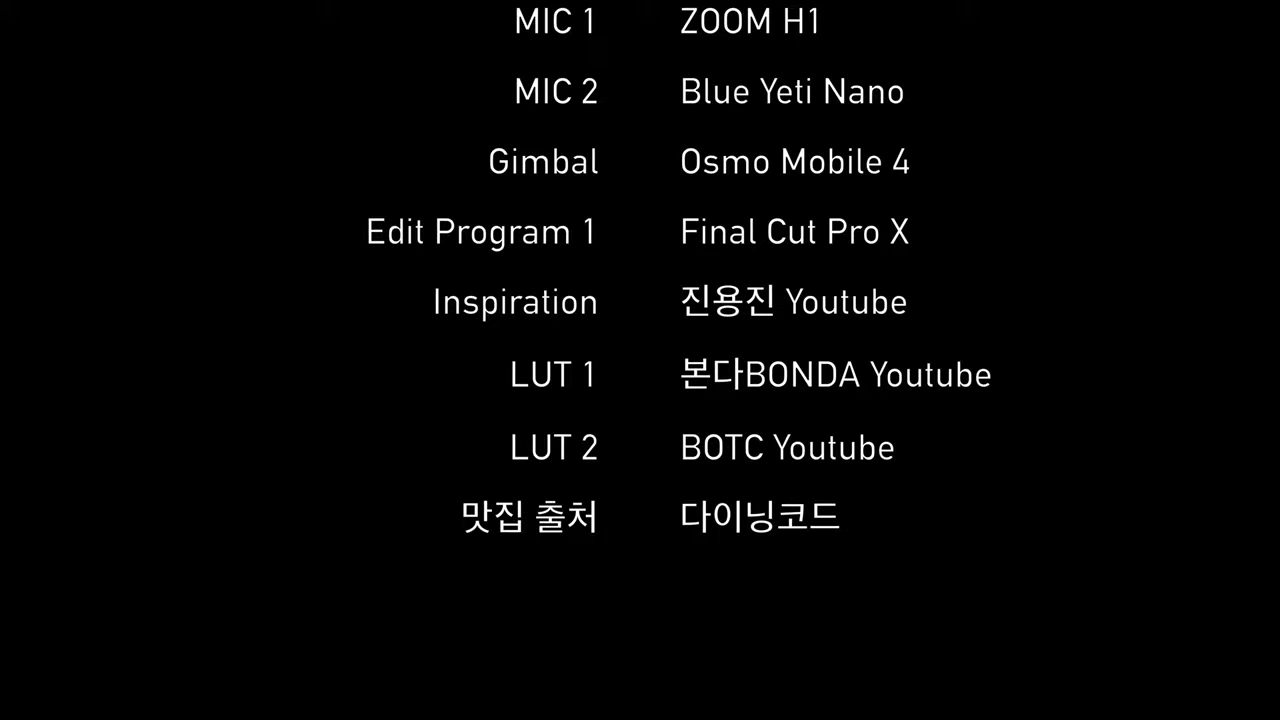 MIC 1 ZOOM H1
MIC 2 Blue Yeti Nano
Gimbal Osmo Mobile 4
Edit Program 1 Final Cut Pro X
Inspiration 진용진 Youtube
LUT 1 본다BONDA Youtube
LUT 2 BOTC Youtube
맛집 출처 다이닝코드